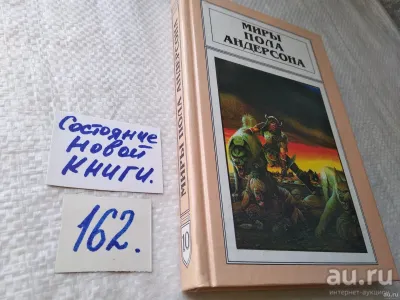 МИРЫ
ПОЛА
АНДЕРСОНА
МИРЫ ПОЛА АНДЕРСОНА
10
Состояние
Новой
КНИГИ.
162.
au.ru
интернет-аукцион